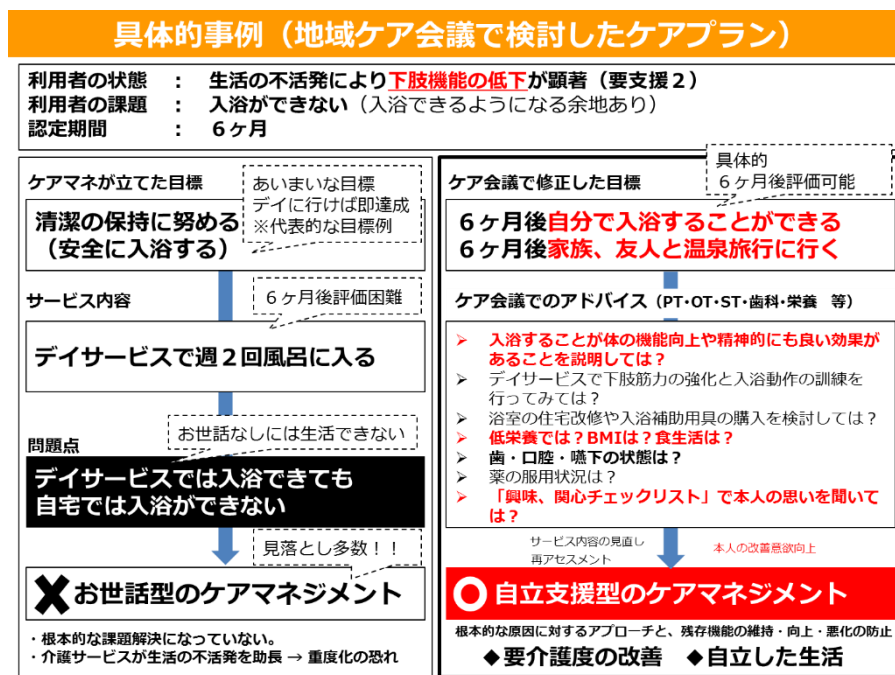 具体的事例（地域ケア会議で検討したケアプラン）
利用者の状態　：　生活の不活発により下肢機能の低下が顕著（要支援２）
利用者の課題　：　入浴ができない（入浴できるようになる余地あり）
認定期間　：　６ヶ月
ケアマネが立てた目標
あいまいな目標
デイに行けば即達成
※代表的な目標例
清潔の保持に努める
（安全に入浴する）
サービス内容
６ヶ月後評価困難
デイサービスで週２回風呂に入る
お世話なしには生活できない
問題点
デイサービスでは入浴できても
自宅では入浴ができない
見落とし多数！！
✖お世話型のケアマネジメント
・根本的な課題解決になっていない。
・介護サービスが生活の不活発を助長 → 重度化の恐れ
具体的
６ヶ月後評価可能
ケア会議で修正した目標
６ヶ月後自分で入浴することができる
６ヶ月後家族、友人と温泉旅行に行く
ケア会議でのアドバイス（PT・OT・ST・歯科・栄養　等）
➢ 入浴することが体の機能向上や精神的にも良い効果が
あることを説明しては？
➢ デイサービスで下肢筋力の強化と入浴動作の訓練を
行ってみては？
➢ 浴室の住宅改修や入浴補助用具の購入を検討しては？
➢ 低栄養では？BMIは？食生活は？
➢ 歯・口腔・嚥下の状態は？
➢ 薬の服用状況は？
➢ 「興味、関心チェックリスト」で本人の思いを聞いて
は？
サービス内容の見直し
再アセスメント
本人の改善意欲向上
〇 自立支援型のケアマネジメント
根本的な原因に対するアプローチと、残存機能の維持・向上・悪化の防止
◆要介護度の改善　◆自立した生活